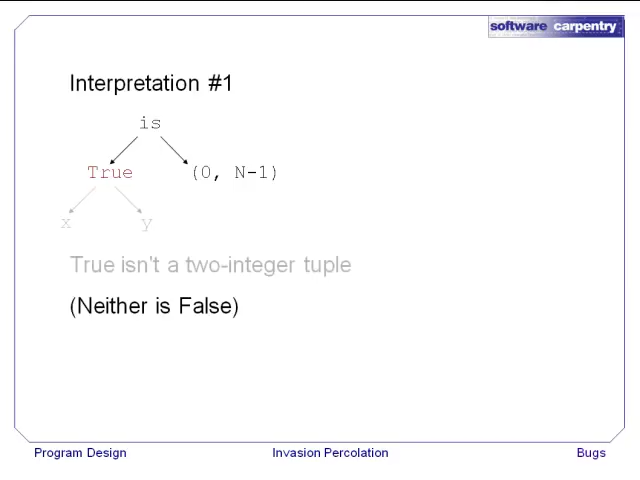 software carpentry
Interpretation #1
is
True (0, N-1)
x y
True isn't a two-integer tuple
(Neither is False)
Program Design Invasion Percolation Bugs